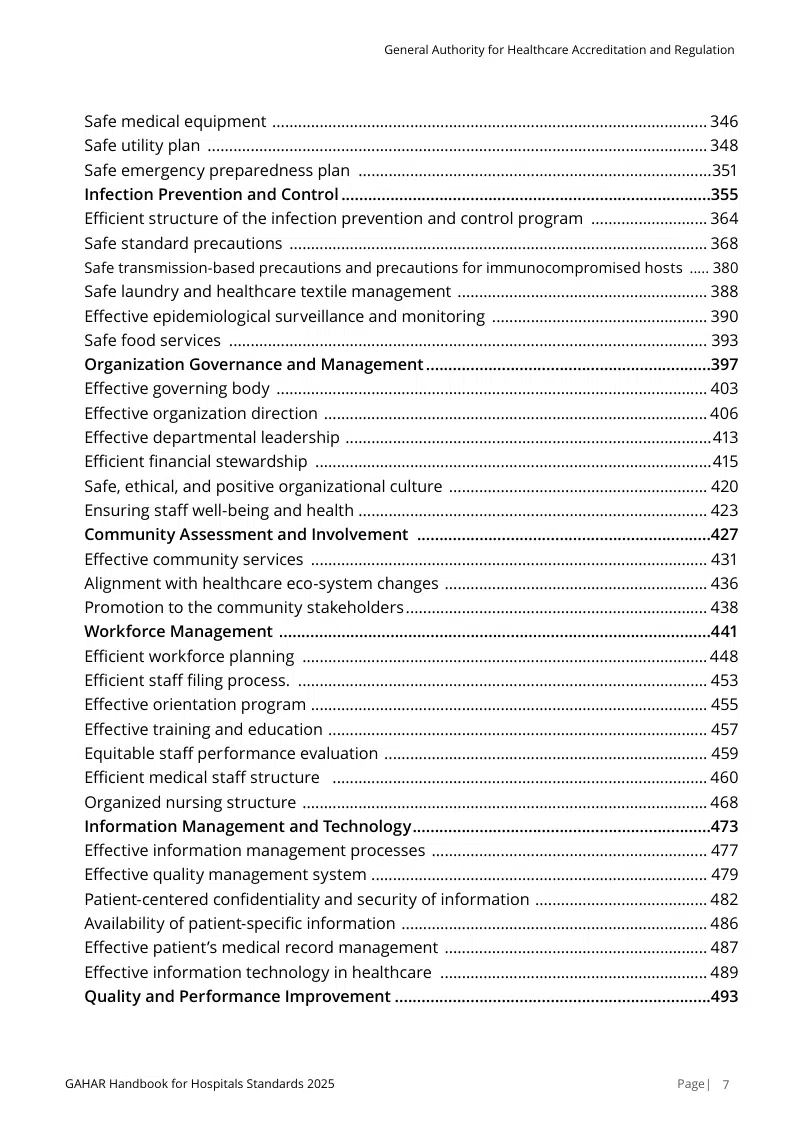 General Authority for Healthcare Accreditation and Regulation
Safe medical equipment ................................................ 346
Safe utility plan ................................................ 348
Safe emergency preparedness plan ................................................351
Infection Prevention and Control ................................................355
Efficient structure of the infection prevention and control program .......................... 364
Safe standard precautions ................................................ 368
Safe transmission-based precautions and precautions for immunocompromised hosts ..... 380
Safe laundry and healthcare textile management ................................................ 388
Effective epidemiological surveillance and monitoring ................................................ 390
Safe food services ................................................ 393
Organization Governance and Management ................................................397
Effective governing body ................................................ 403
Effective organization direction ................................................ 406
Effective departmental leadership ................................................413
Efficient financial stewardship ................................................415
Safe, ethical, and positive organizational culture ................................................ 420
Ensuring staff well-being and health ................................................ 423
Community Assessment and Involvement ................................................427
Effective community services ................................................ 431
Alignment with healthcare eco-system changes ................................................ 436
Promotion to the community stakeholders ................................................ 438
Workforce Management ................................................441
Efficient workforce planning ................................................ 448
Efficient staff filing process. ................................................ 453
Effective orientation program ................................................ 455
Effective training and education ................................................ 457
Equitable staff performance evaluation ................................................ 459
Efficient medical staff structure ................................................ 460
Organized nursing structure ................................................ 468
Information Management and Technology ................................................473
Effective information management processes ................................................ 477
Effective quality management system ................................................ 479
Patient-centered confidentiality and security of information ....................................... 482
Availability of patient-specific information ................................................ 486
Effective patient’s medical record management ................................................ 487
Effective information technology in healthcare ................................................ 489
Quality and Performance Improvement ................................................493
GAHAR Handbook for Hospitals Standards 2025 Page| 7